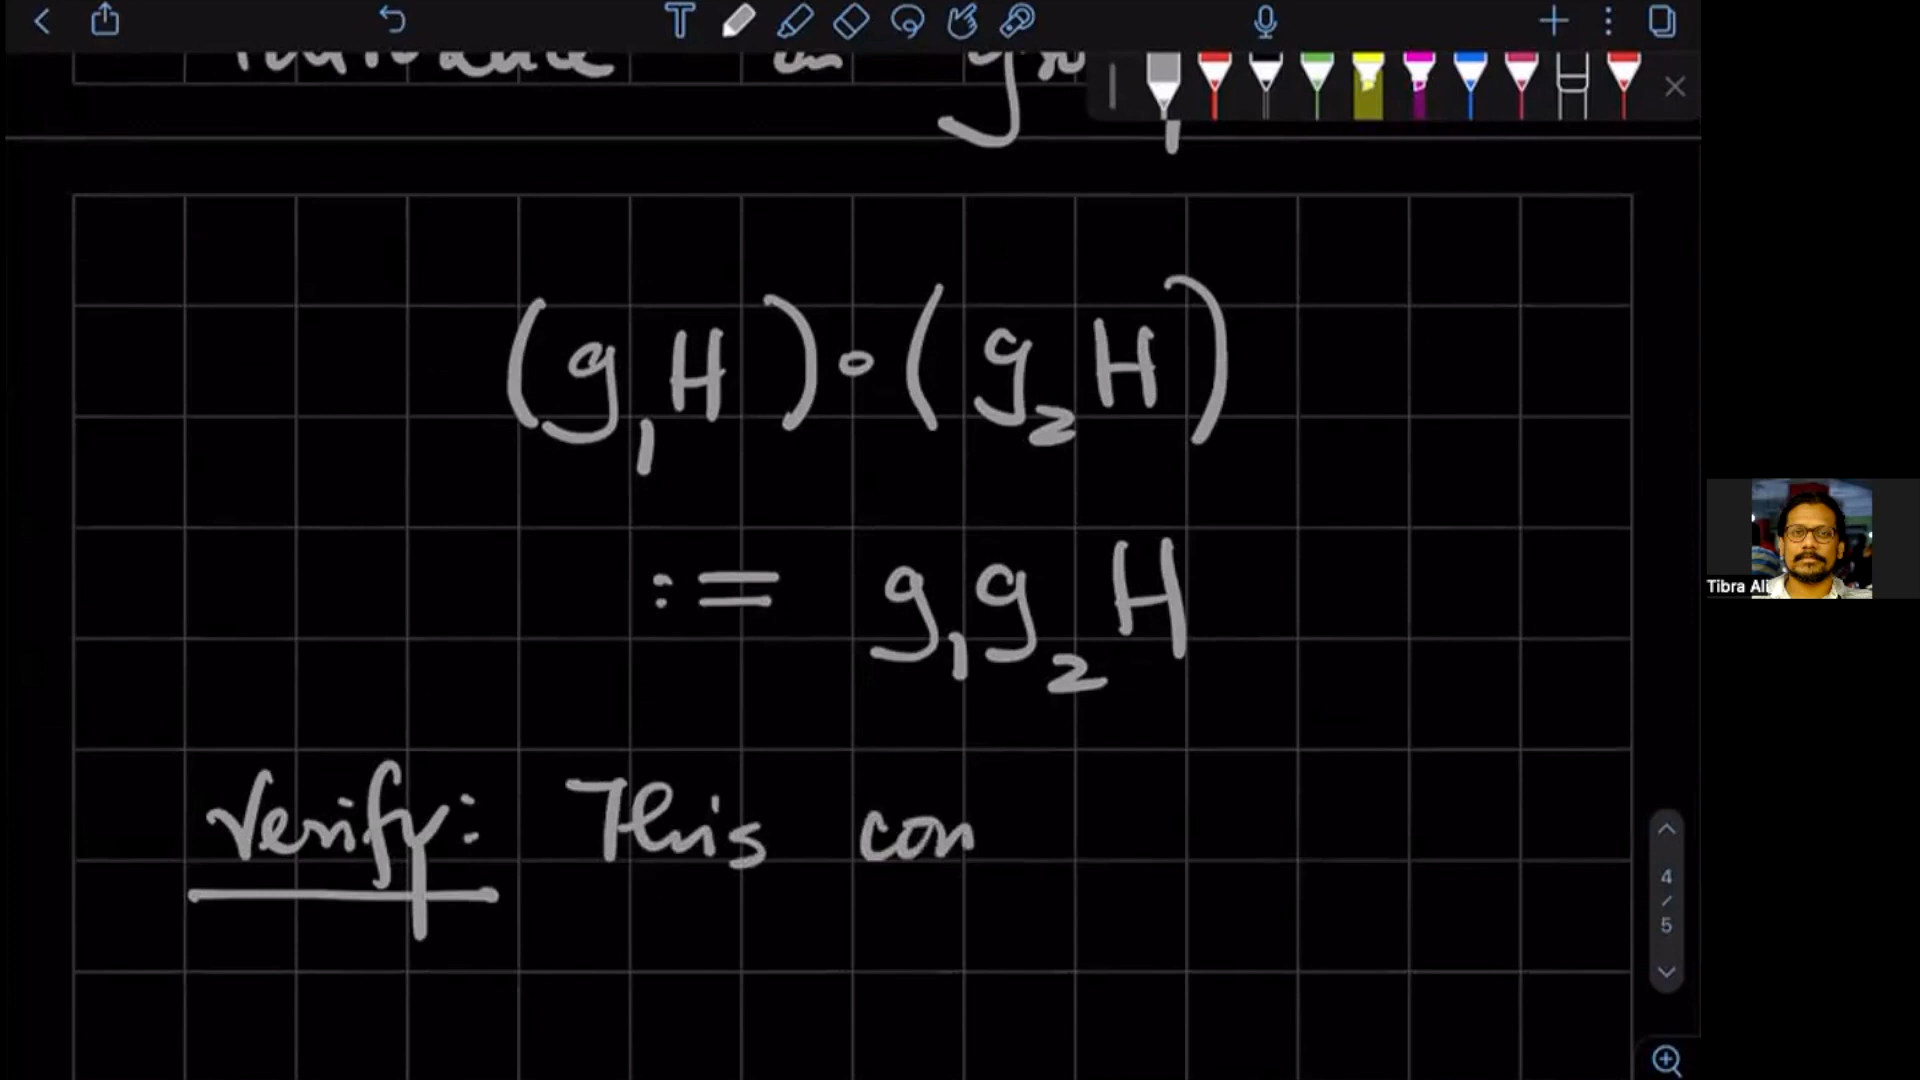 (g₁H)∘(g₂H)
:= g₁g₂H
Verify: This con
4
/
5
Tibra Ali